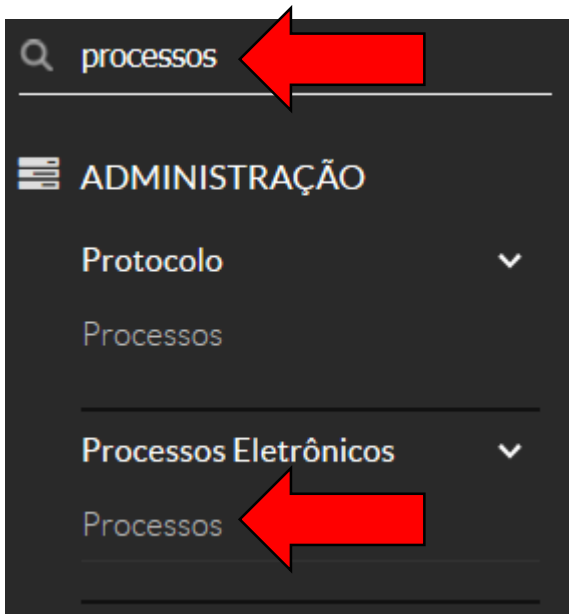 processos
ADMINISTRAÇÃO
Protocolo
Processos
Processos Eletrônicos
Processos